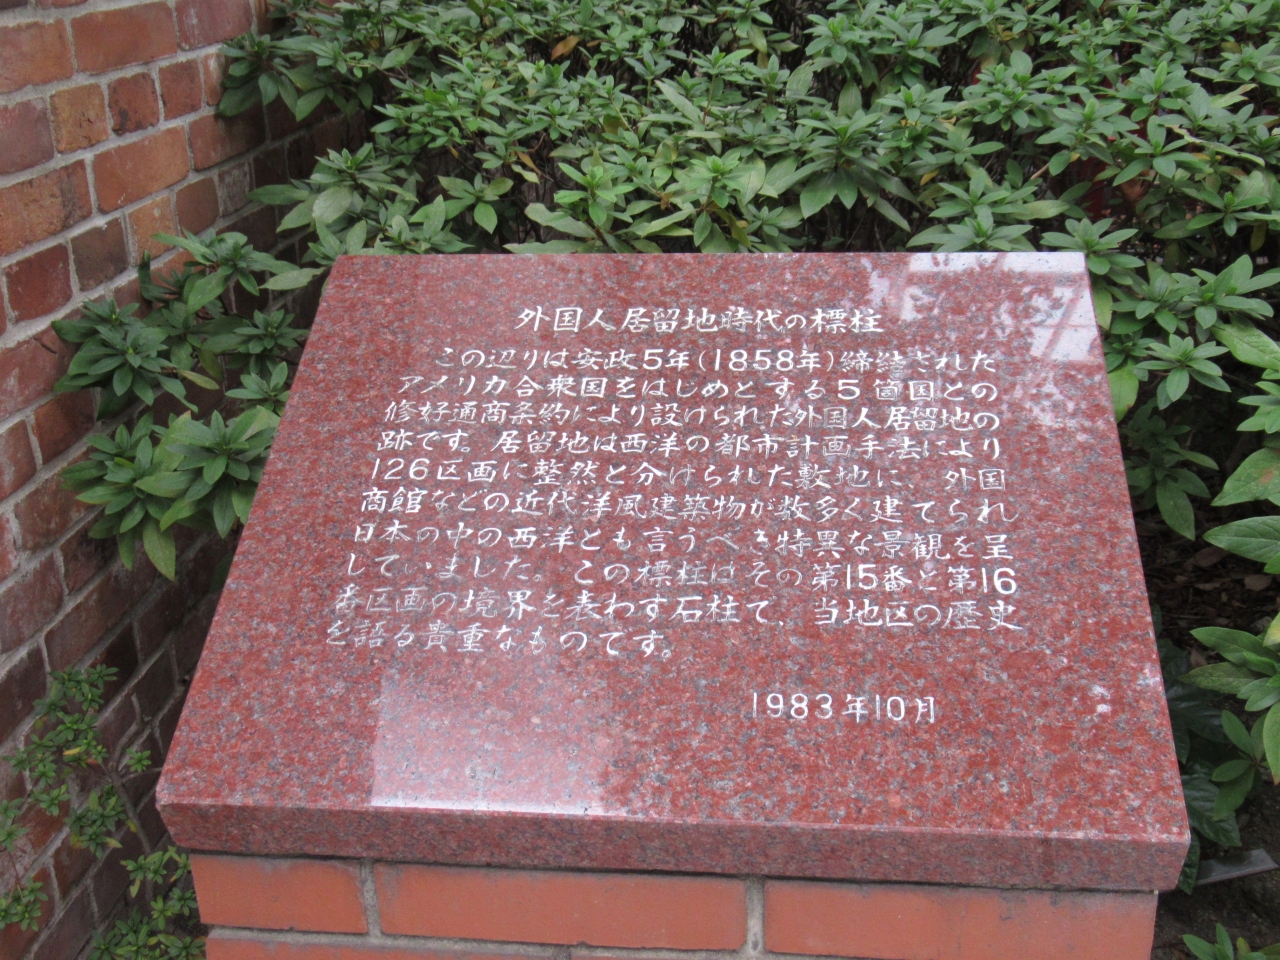 外国人居留地時代の標柱
この辺りは安政5年(1858年)締結された
アメリカ合衆国をはじめとする5箇国との
修好通商条約により設けられた外国人居留地の
跡です。居留地は西洋の都市計画手法により
126区画に整然と分けられた敷地に、外国
商館などの近代洋風建築物が数多く建てられ
日本の中の西洋とも言うべき特異な景観を呈
していました。この標柱はその第15番と第16
番区画の境界を表わす石柱で、当地区の歴史
を語る貴重なものです。
1983年10月